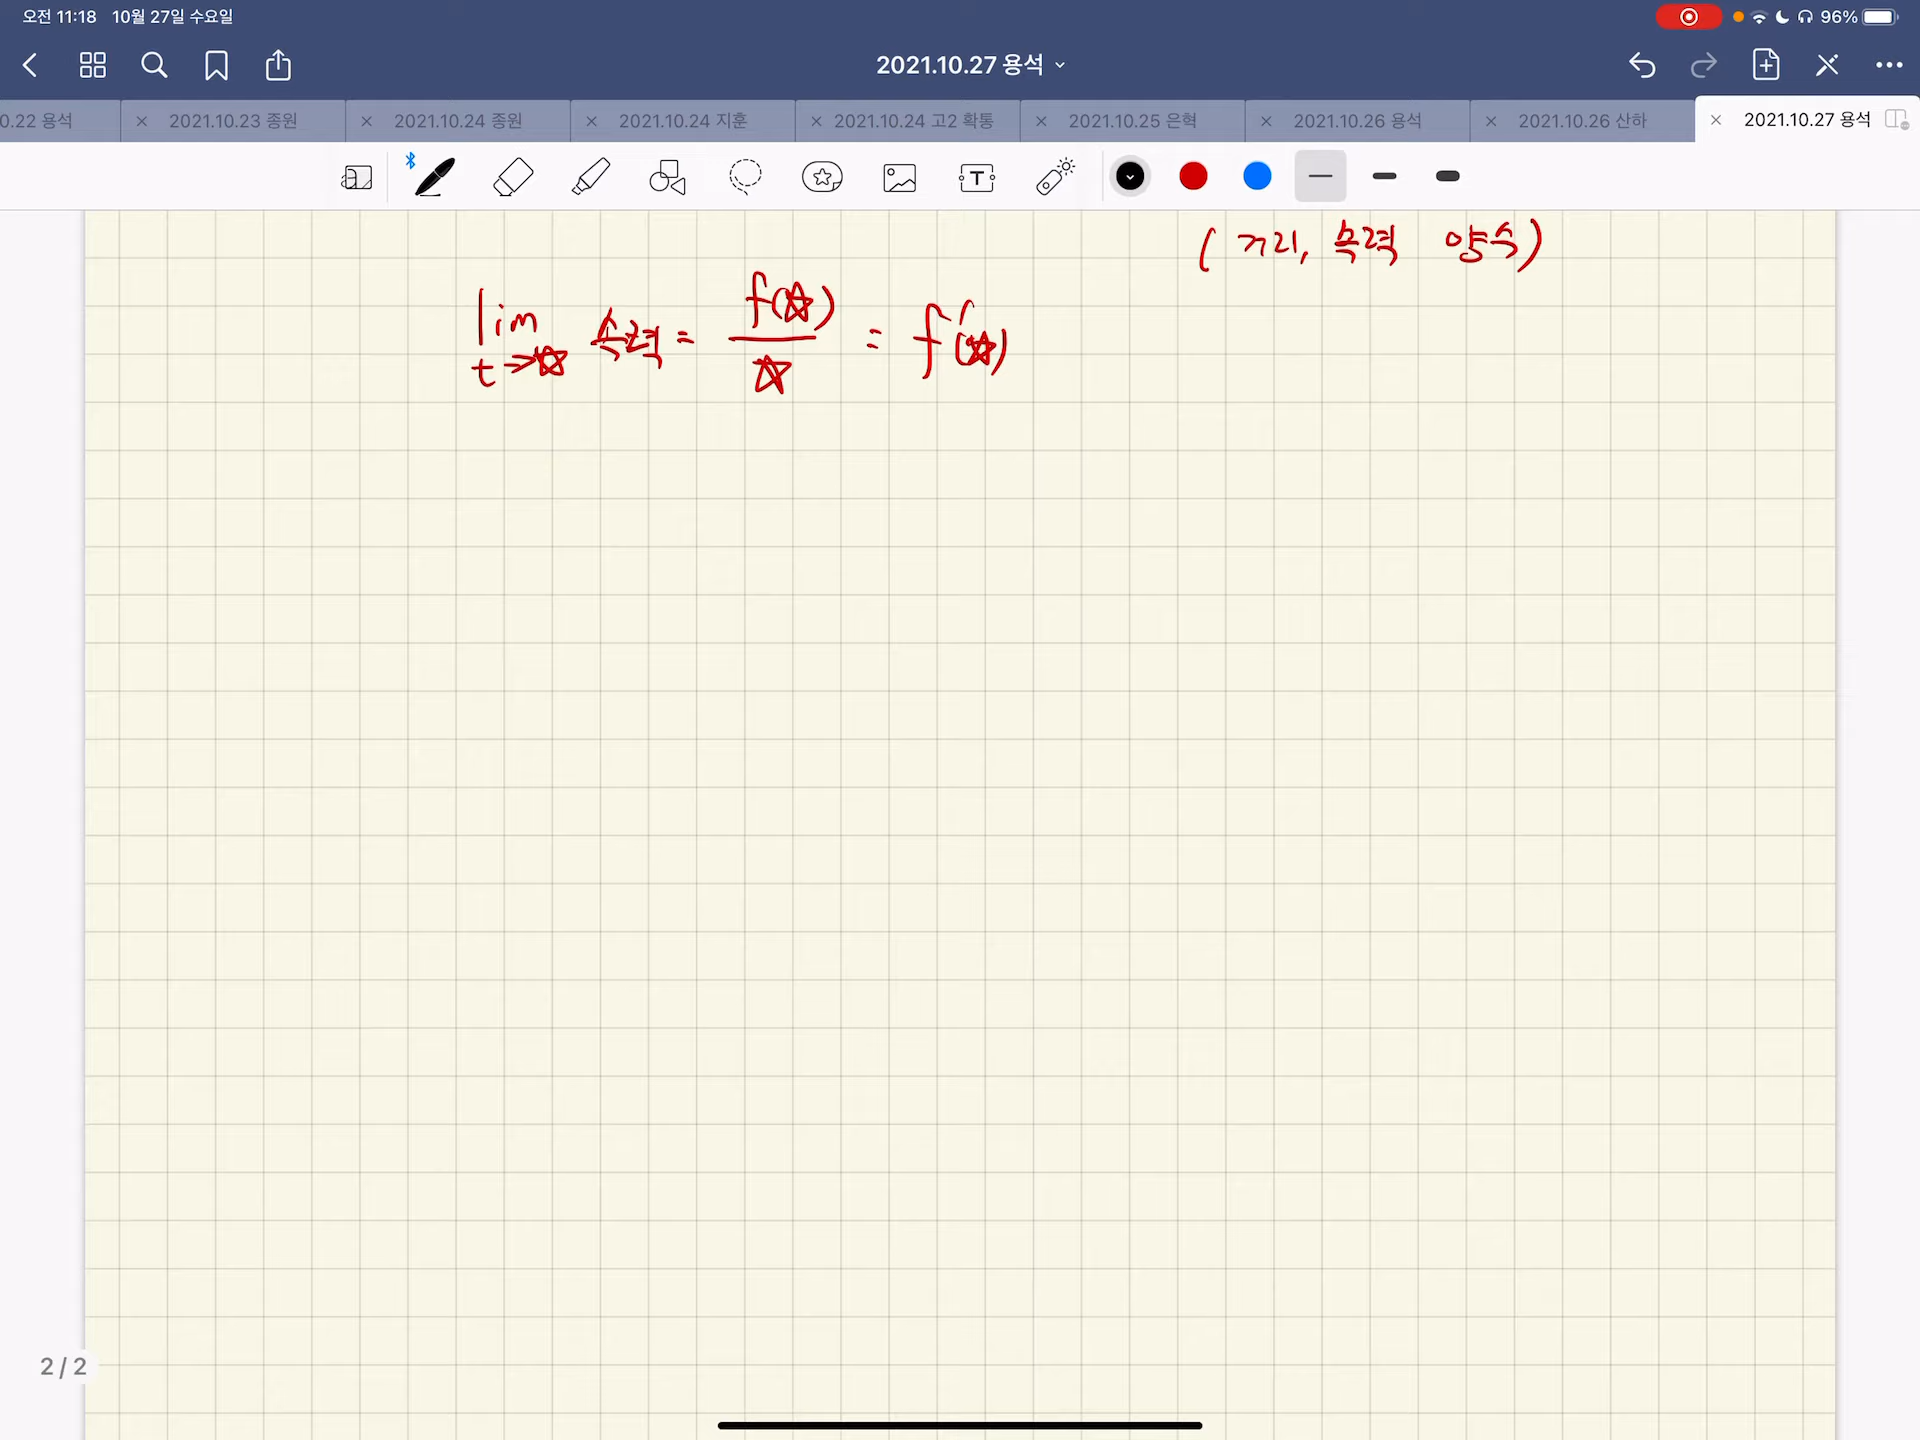 오전 11:18 10월 27일 수요일 96%
2021.10.27 용석
0.22 용석 2021.10.23 종원 2021.10.24 종원 2021.10.24 지훈 2021.10.24 고2 확통 2021.10.25 은혁 2021.10.26 용석 2021.10.26 산하 2021.10.27 용석
(거리, 속력 양수)
lim t→☆ 속력 = f(☆)/☆ = f'(☆)
2 / 2